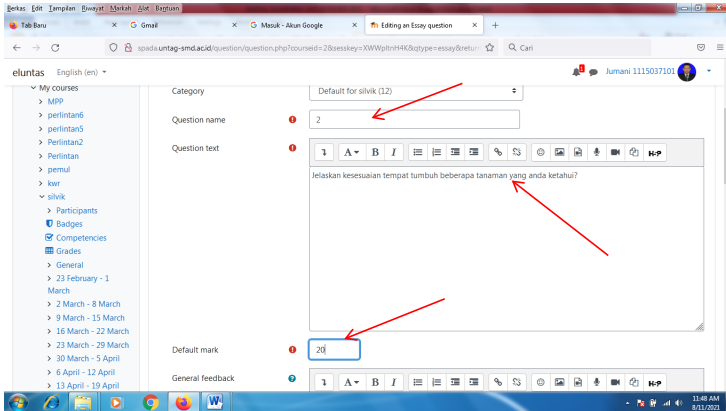 Berkas Edit Tampilan Riwayat Markah Alat Bantuan
Tab Baru
Gmail
Masuk - Akun Google
Editing an Essay question
spada.untag-smd.ac.id/question/question.php?courseid=2&sesskey=XWWpltnH4K&qtype=essay&return
Cari
eluntas English (en)
Jumani 1115037101
My courses
MPP
perlintan6
perlintan5
Perlintan2
Perlintan
pemul
kwr
silvik
Participants
Badges
Competencies
Grades
General
23 February - 1
March
2 March - 8 March
9 March - 15 March
16 March - 22 March
23 March - 29 March
30 March - 5 April
6 April - 12 April
13 April - 19 April
Category
Default for silvik (12)
Question name
2
Question text
A B I H-P
Jelaskan kesesuaian tempat tumbuh beberapa tanaman yang anda ketahui?
Default mark
20
General feedback
A B I H-P
11:48 AM
8/11/2021